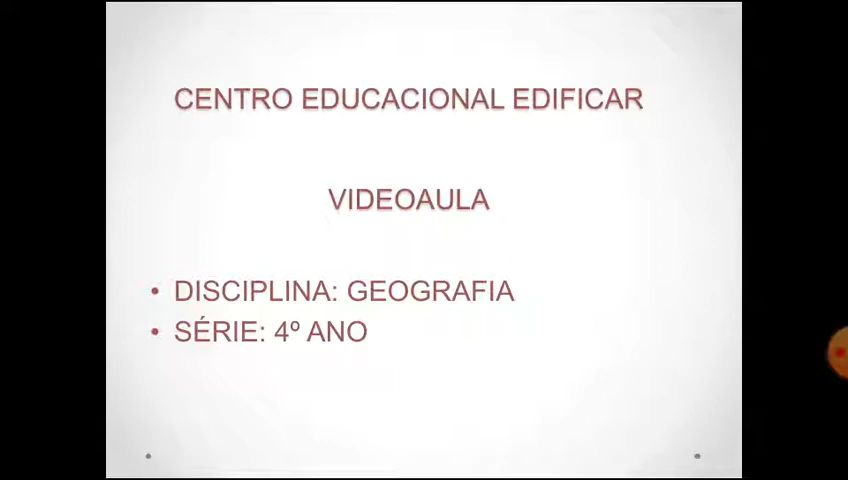 CENTRO EDUCACIONAL EDIFICAR
VIDEOAULA
• DISCIPLINA: GEOGRAFIA
• SÉRIE: 4º ANO